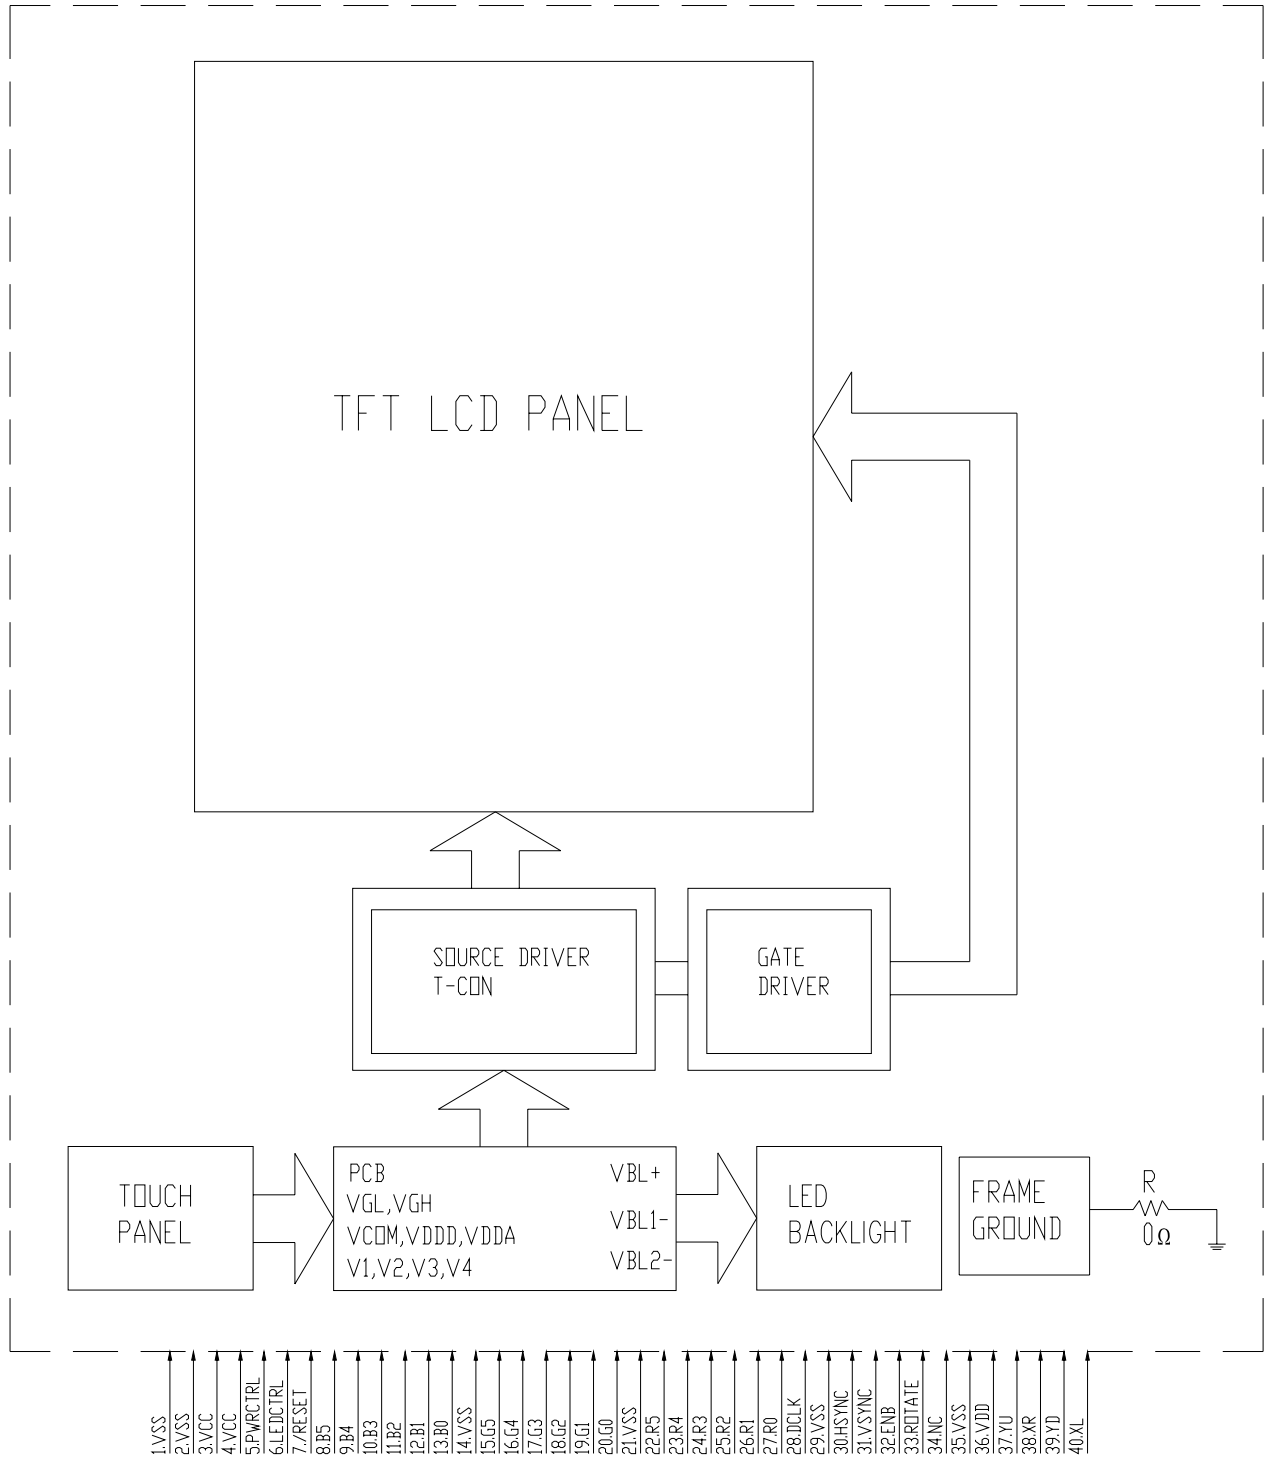 TFT LCD PANEL
SOURCE DRIVER
T-CON
GATE
DRIVER
TOUCH
PANEL
PCB
VGL,VGH
VCOM,VDDD,VDDA
V1,V2,V3,V4
VBL+
VBL1-
VBL2-
LED
BACKLIGHT
FRAME
GROUND
R
0Ω
1.VSS
2.VSS
3.VCC
4.VCC
5.PWRCTRL
6.LEDCTRL
7./RESET
8.B5
9.B4
10.B3
11.B2
12.B1
13.B0
14.VSS
15.G5
16.G4
17.G3
18.G2
19.G1
20.G0
21.VSS
22.R5
23.R4
24.R3
25.R2
26.R1
27.R0
28.DCLK
29.VSS
30.HSYNC
31.VSYNC
32.ENB
33.ROTATE
34.NC
35.VSS
36.VDD
37.YU
38.XR
39.YD
40.XL